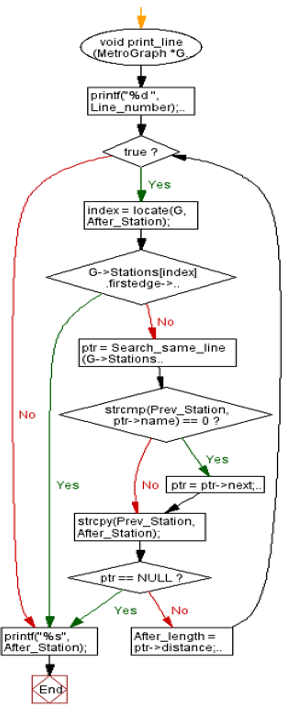 void print_line
(MetroGraph *G.
printf("%d ",
Line_number);..
true ?
Yes
index = locate(G,
After_Station);
G->Stations[index]
.firstedge->..
No
ptr = Search_same_line
(G->Stations..
strcmp(Prev_Station,
ptr->name) == 0 ?
No
Yes
Yes
No
ptr = ptr->next;..
strcpy(Prev_Station,
After_Station);
ptr == NULL ?
Yes
No
printf("%s",
After_Station);
After_length =
ptr->distance;..
End